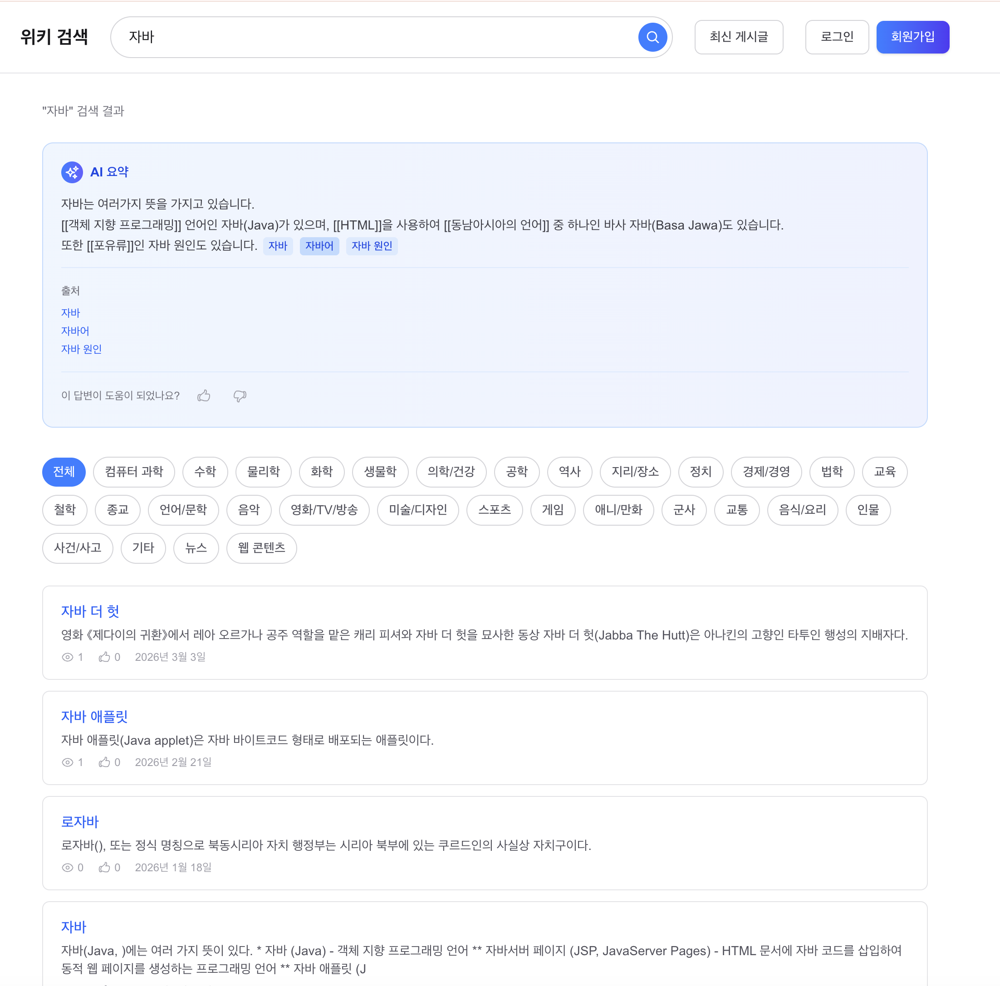 위키 검색
자바
최신 게시글
로그인
회원가입
"자바" 검색 결과
AI 요약
자바는 여러가지 뜻을 가지고 있습니다.
[[객체 지향 프로그래밍]] 언어인 자바(Java)가 있으며, [[HTML]]을 사용하여 [[동남아시아의 언어]] 중 하나인 바사 자바(Basa Jawa)도 있습니다.
또한 [[포유류]]인 자바 원인도 있습니다. 자바 자바어 자바 원인
출처
자바
자바어
자바 원인
이 답변이 도움이 되었나요?
전체 컴퓨터 과학 수학 물리학 화학 생물학 의학/건강 공학 역사 지리/장소 정치 경제/경영 법학 교육
철학 종교 언어/문학 음악 영화/TV/방송 미술/디자인 스포츠 게임 애니/만화 군사 교통 음식/요리 인물
사건/사고 기타 뉴스 웹 콘텐츠
자바 더 헛
영화 《제다이의 귀환》에서 레아 오르가나 공주 역할을 맡은 캐리 피셔와 자바 더 헛을 묘사한 동상 자바 더 헛(Jabba The Hutt)은 아나킨의 고향인 타투인 행성의 지배자다.
1 0 2026년 3월 3일
자바 애플릿
자바 애플릿(Java applet)은 자바 바이트코드 형태로 배포되는 애플릿이다.
1 0 2026년 2월 21일
로자바
로자바(), 또는 정식 명칭으로 북동시리아 자치 행정부는 시리아 북부에 있는 쿠르드인의 사실상 자치구이다.
0 0 2026년 1월 18일
자바
자바(Java, )에는 여러 가지 뜻이 있다. * 자바 (Java) - 객체 지향 프로그래밍 언어 ** 자바서버 페이지 (JSP, JavaServer Pages) - HTML 문서에 자바 코드를 삽입하여
동적 웹 페이지를 생성하는 프로그래밍 언어 ** 자바 애플릿 (J